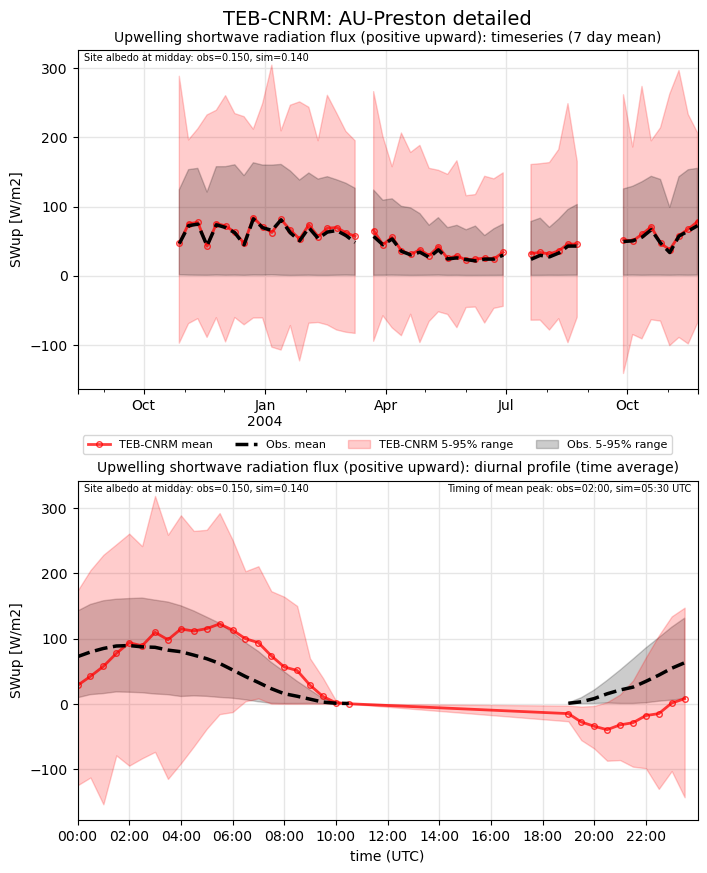 TEB-CNRM: AU-Preston detailed
Upwelling shortwave radiation flux (positive upward): timeseries (7 day mean)
Site albedo at midday: obs=0.150, sim=0.140
300
200
100
0
−100
SWup [W/m2]
Oct
Jan
2004
Apr
Jul
Oct
TEB-CNRM mean
Obs. mean
TEB-CNRM 5-95% range
Obs. 5-95% range
Upwelling shortwave radiation flux (positive upward): diurnal profile (time average)
Site albedo at midday: obs=0.150, sim=0.140
Timing of mean peak: obs=02:00, sim=05:30 UTC
300
200
100
0
−100
SWup [W/m2]
00:00 02:00 04:00 06:00 08:00 10:00 12:00 14:00 16:00 18:00 20:00 22:00
time (UTC)